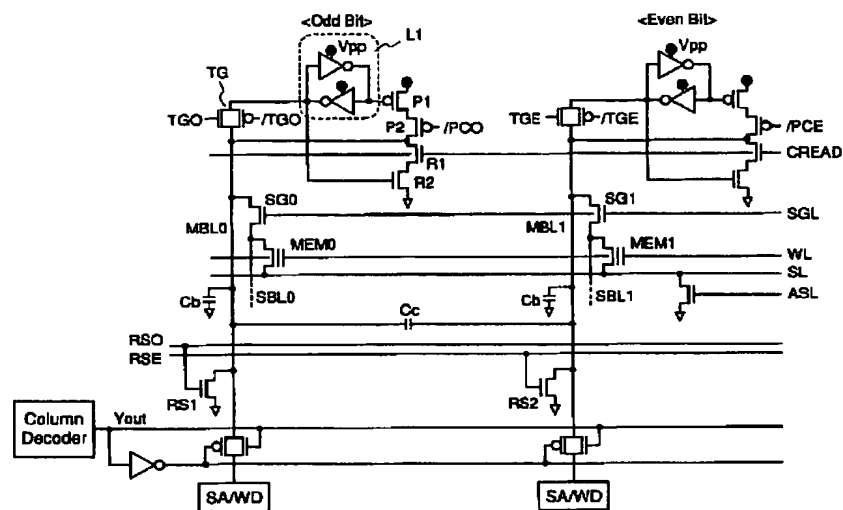 <Odd Bit> L1 <Even Bit>
Vpp Vpp
TG
P1
TGO /TGO P2 /PCO TGE /TGE /PCE
R1 CREAD
R2
SG0 SG1 SGL
MBL0 MBL1
MEM0 MEM1 WL
SL
Cb SBL0 Cb SBL1 ASL
Cc
RSO
RSE
RS1 RS2
Column Decoder Yout
SA/WD SA/WD